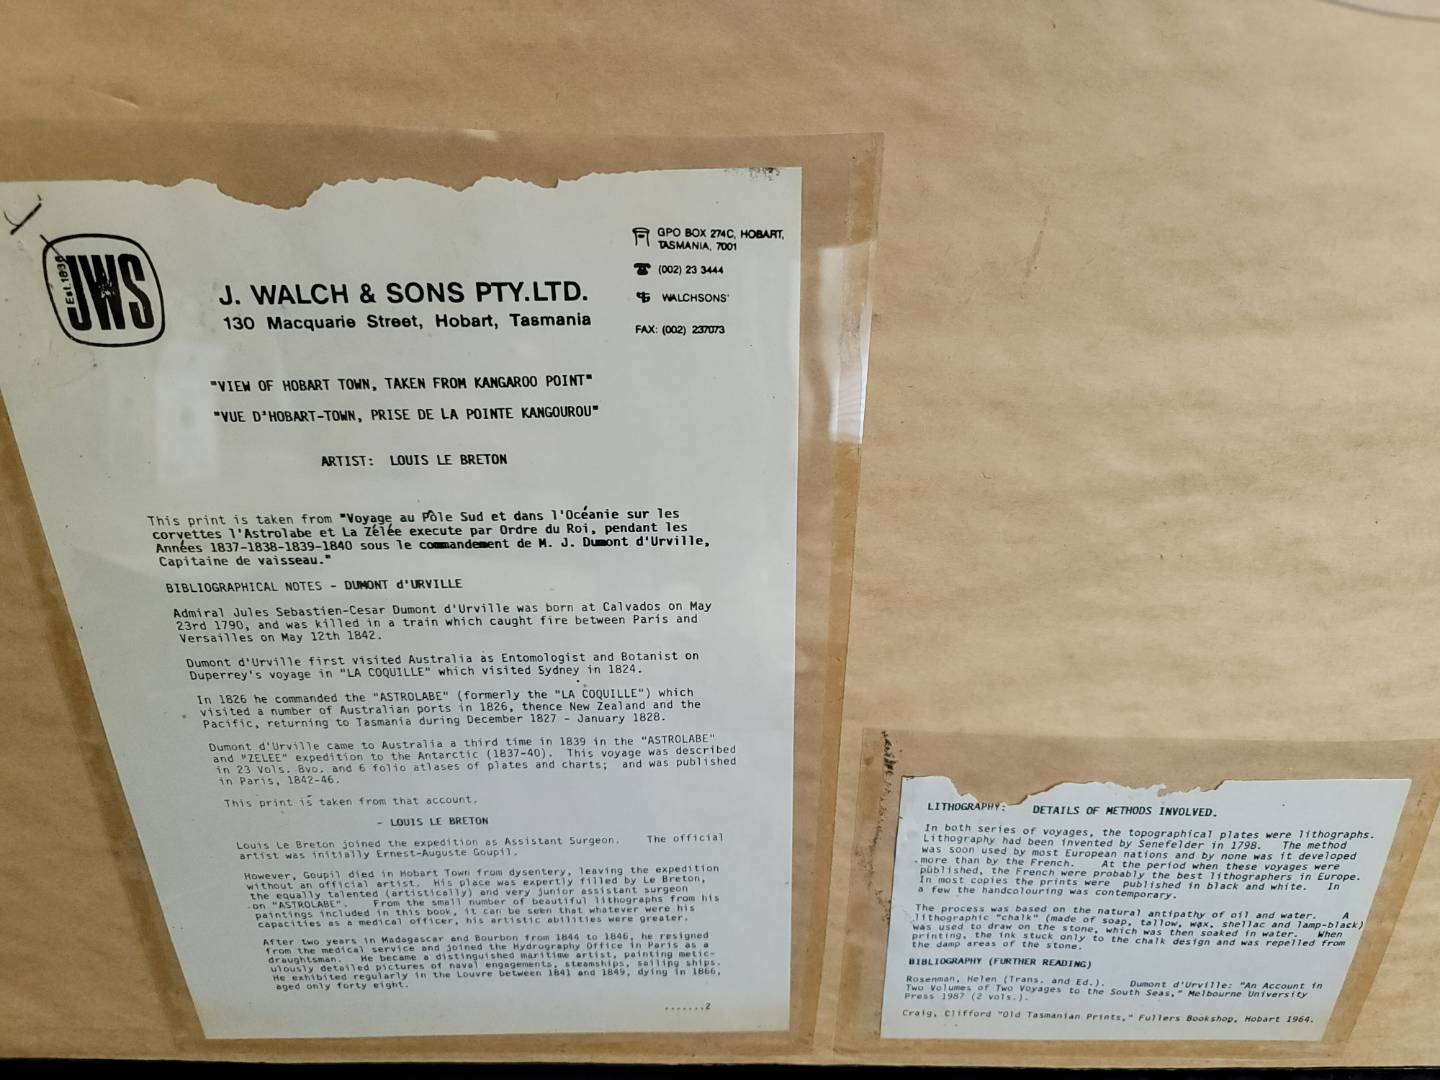 Est. 1836
JWS
J. WALCH & SONS PTY.LTD.
130 Macquarie Street, Hobart, Tasmania
GPO BOX 274C, HOBART,
TASMANIA, 7001
(002) 23 3444
WALCHSONS'
FAX: (002) 237073
"VIEW OF HOBART TOWN, TAKEN FROM KANGAROO POINT"
"VUE D'HOBART-TOWN, PRISE DE LA POINTE KANGOUROU"
ARTIST: LOUIS LE BRETON
This print is taken from "Voyage au Pôle Sud et dans l'Océanie sur les
corvettes l'Astrolabe et La Zélée execute par Ordre du Roi, pendant les
Années 1837-1838-1839-1840 sous le commandement de M. J. Dumont d'Urville,
Capitaine de vaisseau."
BIBLIOGRAPHICAL NOTES - DUMONT d'URVILLE
Admiral Jules Sebastien-Cesar Dumont d'Urville was born at Calvados on May
23rd 1790, and was killed in a train which caught fire between Paris and
Versailles on May 12th 1842.
Dumont d'Urville first visited Australia as Entomologist and Botanist on
Duperrey's voyage in "LA COQUILLE" which visited Sydney in 1824.
In 1826 he commanded the "ASTROLABE" (formerly the "LA COQUILLE") which
visited a number of Australian ports in 1826, thence New Zealand and the
Pacific, returning to Tasmania during December 1827 - January 1828.
Dumont d'Urville came to Australia a third time in 1839 in the "ASTROLABE"
and "ZELEE" expedition to the Antarctic (1837-40). This voyage was described
in 23 Vols. 8vo. and 6 folio atlases of plates and charts; and was published
in Paris, 1842-46.
This print is taken from that account.
- LOUIS LE BRETON
Louis Le Breton joined the expedition as Assistant Surgeon. The official
artist was initially Ernest-Auguste Goupil.
However, Goupil died in Hobart Town from dysentery, leaving the expedition
without an official artist. His place was expertly filled by Le Breton,
the equally talented (artistically) and very junior assistant surgeon
on "ASTROLABE". From the small number of beautiful lithographs from his
paintings included in this book, it can be seen that whatever were his
capacities as a medical officer, his artistic abilities were greater.
After two years in Madagascar and Bourbon from 1844 to 1846, he resigned
from the medical service and joined the Hydrography Office in Paris as a
draughtsman. He became a distinguished maritime artist, painting metic-
ulously detailed pictures of naval engagements, steamships, sailing ships.
He exhibited regularly in the Louvre between 1841 and 1849, dying in 1866,
aged only forty eight.
.......2
LITHOGRAPHY: DETAILS OF METHODS INVOLVED.
In both series of voyages, the topographical plates were lithographs.
Lithography had been invented by Senefelder in 1798. The method
was soon used by most European nations and by none was it developed
more than by the French. At the period when these voyages were
published, the French were probably the best lithographers in Europe.
In most copies the prints were published in black and white. In
a few the handcolouring was contemporary.
The process was based on the natural antipathy of oil and water. A
lithographic "chalk" (made of soap, tallow, wax, shellac and lamp-black)
was used to draw on the stone, which was then soaked in water. When
printing, the ink stuck only to the chalk design and was repelled from
the damp areas of the stone.
BIBLIOGRAPHY (FURTHER READING)
Rosenman, Helen (Trans. and Ed.). Dumont d'Urville: "An Account in
Two Volumes of Two Voyages to the South Seas," Melbourne University
Press 1987 (2 vols.).
Craig, Clifford "Old Tasmanian Prints," Fullers Bookshop, Hobart 1964.